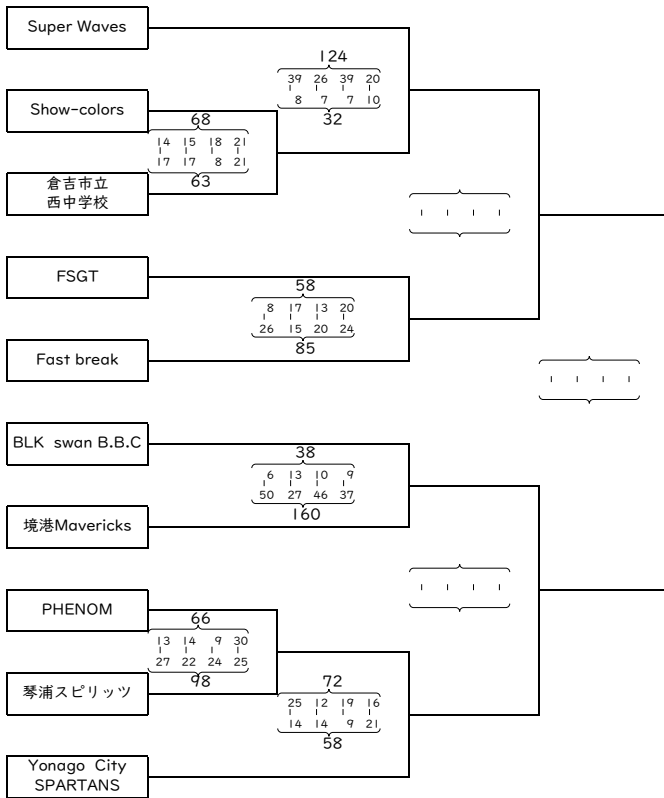 Super Waves
124
39 26 39 20
8 7 7 10
32
Show-colors
68
14 15 18 21
17 17 8 21
63
倉吉市立
西中学校
FSGT
58
8 17 13 20
26 15 20 24
85
Fast break
BLK swan B.B.C
38
6 13 10 9
50 27 46 37
160
境港Mavericks
PHENOM
66
13 14 9 30
27 22 24 25
98
琴浦スピリッツ
72
25 12 19 16
14 14 9 21
58
Yonago City
SPARTANS